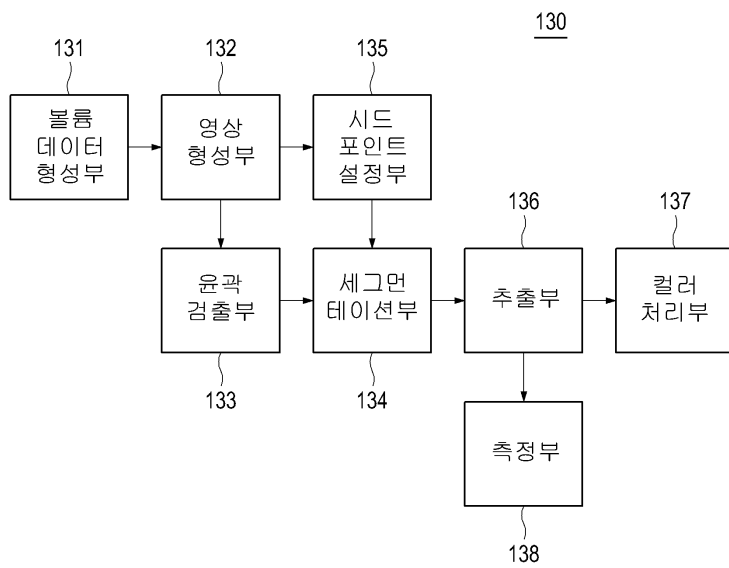 130
131
132
135
볼륨
데이터
형성부
영상
형성부
시드
포인트
설정부
136
137
윤곽
검출부
세그먼
테이션부
추출부
컬러
처리부
133
134
측정부
138